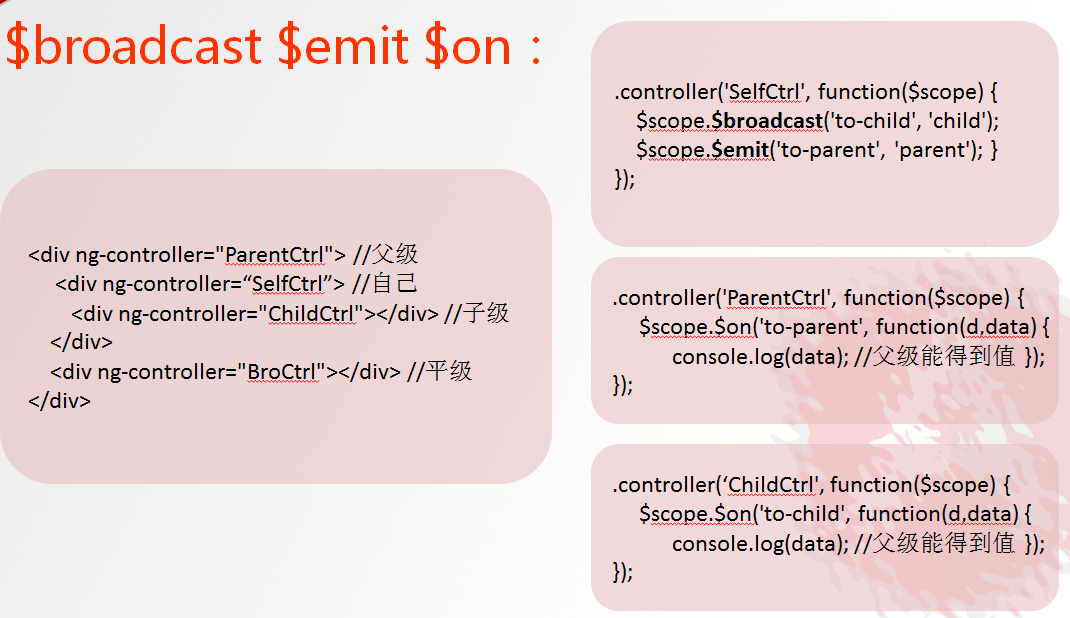 $broadcast $emit $on：
<div ng-controller="ParentCtrl"> //父级
<div ng-controller=“SelfCtrl”> //自己
<div ng-controller="ChildCtrl"></div> //子级
</div>
<div ng-controller="BroCtrl"></div> //平级
</div>
.controller('SelfCtrl', function($scope) {
$scope.$broadcast('to-child', 'child');
$scope.$emit('to-parent', 'parent'); }
});
.controller('ParentCtrl', function($scope) {
$scope.$on('to-parent', function(d,data) {
console.log(data); //父级能得到值 });
});
.controller(‘ChildCtrl', function($scope) {
$scope.$on('to-child', function(d,data) {
console.log(data); //父级能得到值 });
});